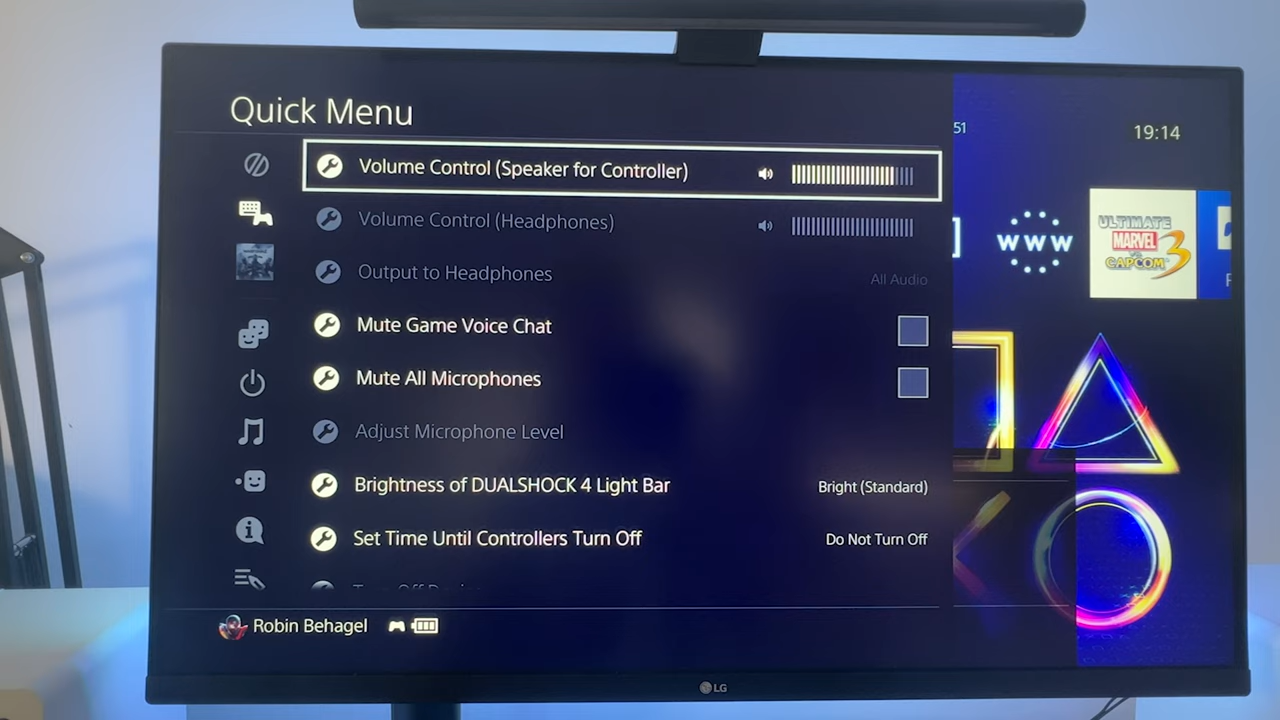 Quick Menu
51
19:14
Volume Control (Speaker for Controller)
Volume Control (Headphones)
Output to Headphones
All Audio
WWW
ULTIMATE
MARVEL
VS.
CAPCOM 3
Mute Game Voice Chat
Mute All Microphones
Adjust Microphone Level
Brightness of DUALSHOCK 4 Light Bar
Bright (Standard)
Set Time Until Controllers Turn Off
Do Not Turn Off
Robin Behagel
LG